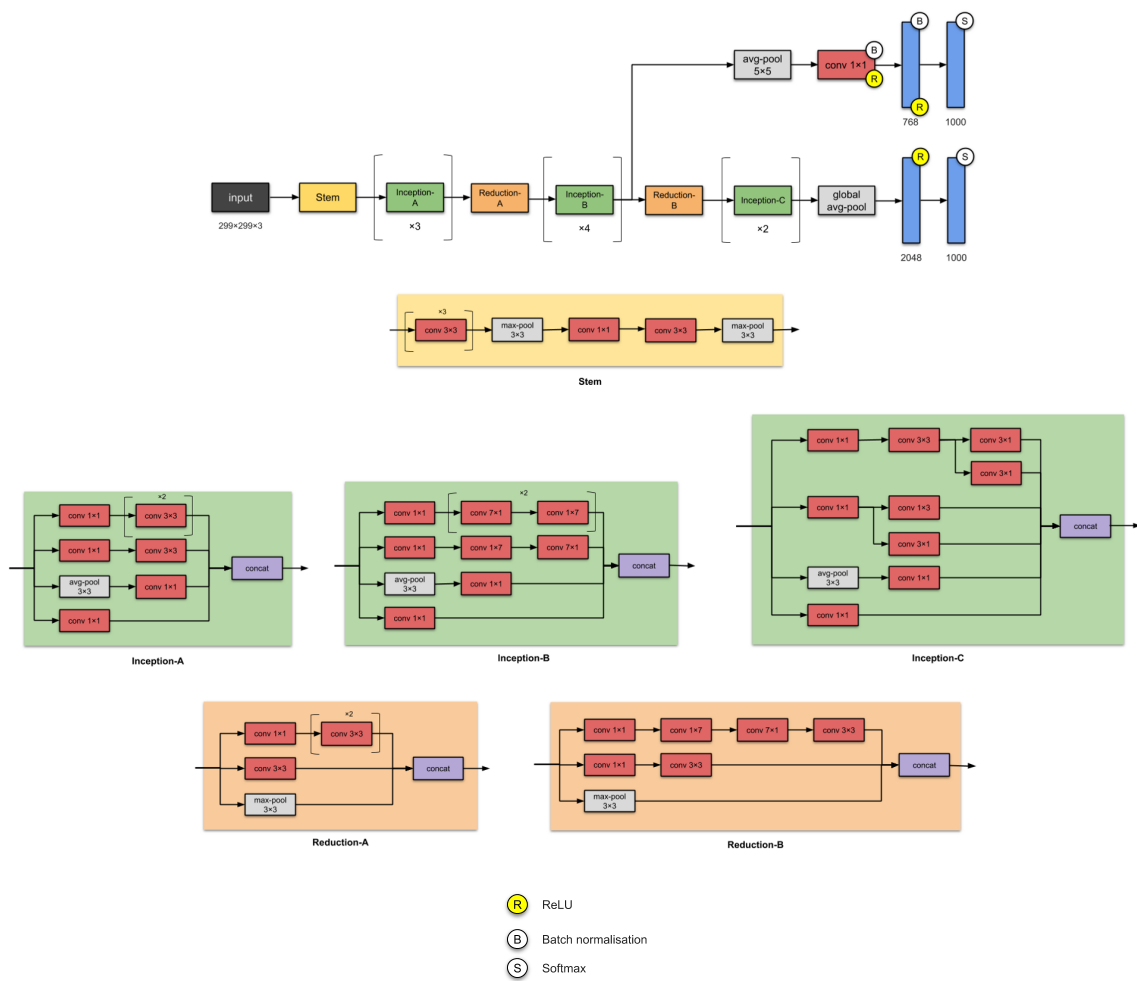 B
S
avg-pool
5×5
conv 1×1
R
R
768
1000
R
S
input
Stem
Inception-
A
Reduction-
A
Inception-
B
Reduction-
B
Inception-C
global
avg-pool
299×299×3
×3
×4
×2
2048
1000
B
×3
conv 3×3
max-pool
3×3
conv 1×1
conv 3×3
max-pool
3×3
Stem
×2
conv 1×1
conv 3×3
conv 1×1
conv 3×3
avg-pool
3×3
conv 1×1
conv 1×1
concat
Inception-A
×2
conv 1×1
conv 7×1
conv 1×7
conv 1×1
conv 1×7
conv 7×1
avg-pool
3×3
conv 1×1
conv 1×1
concat
Inception-B
conv 1×1
conv 3×3
conv 3×1
conv 3×1
conv 1×1
conv 1×3
conv 3×1
avg-pool
3×3
conv 1×1
conv 1×1
concat
Inception-C
×2
conv 1×1
conv 3×3
conv 3×3
max-pool
3×3
concat
Reduction-A
conv 1×1
conv 1×7
conv 7×1
conv 3×3
conv 1×1
conv 3×3
max-pool
3×3
concat
Reduction-B
R ReLU
B Batch normalisation
S Softmax